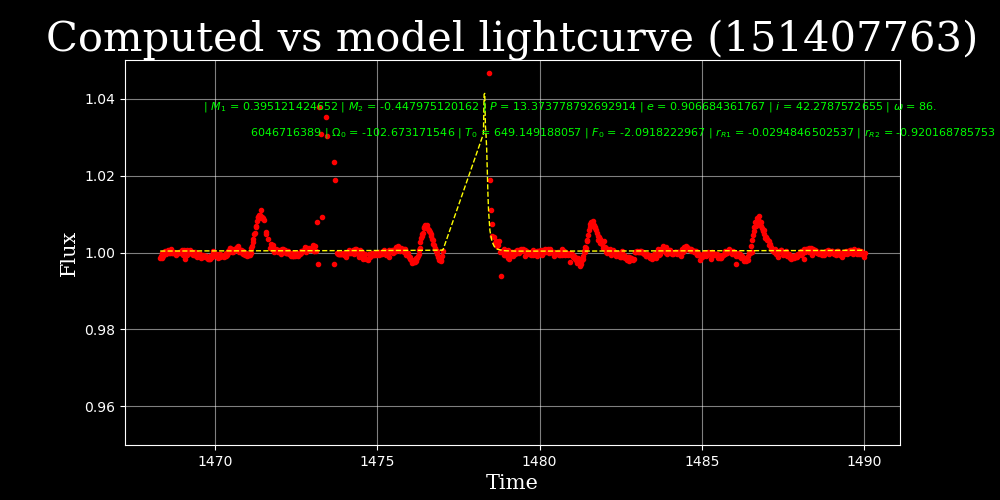 Computed vs model lightcurve (151407763)
| M₁ = 0.395121424652 | M₂ = -0.447975120162 | P = 13.373778792692914 | e = 0.906684361767 | i = 42.2787572655 | ω = 86.
6046716389 | Ω₀ = -102.673171546 | T₀ = 649.149188057 | F₀ = -2.0918222967 | r_R1 = -0.0294846502537 | r_R2 = -0.920168785753
1.04
1.02
1.00
0.98
0.96
Flux
1470 1475 1480 1485 1490
Time